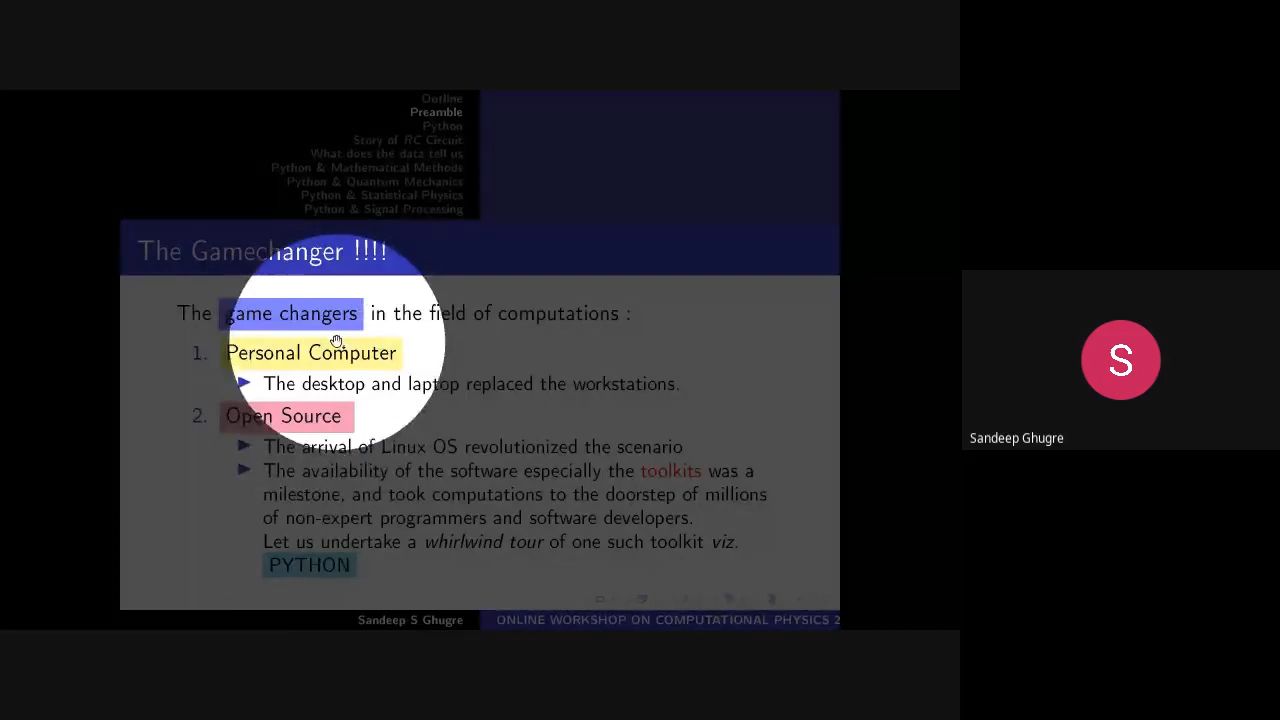 Outline
Preamble
Python
Story of RC Circuit
What does the data tell us
Python & Mathematical Methods
Python & Quantum Mechanics
Python & Statistical Physics
Python & Signal Processing
The Gamechanger !!!!
The game changers in the field of computations :
1. Personal Computer
▶ The desktop and laptop replaced the workstations.
2. Open Source
▶ The arrival of Linux OS revolutionized the scenario
▶ The availability of the software especially the toolkits was a
milestone, and took computations to the doorstep of millions
of non-expert programmers and software developers.
Let us undertake a whirlwind tour of one such toolkit viz.
PYTHON
Sandeep S Ghugre
ONLINE WORKSHOP ON COMPUTATIONAL PHYSICS 2
S
Sandeep Ghugre